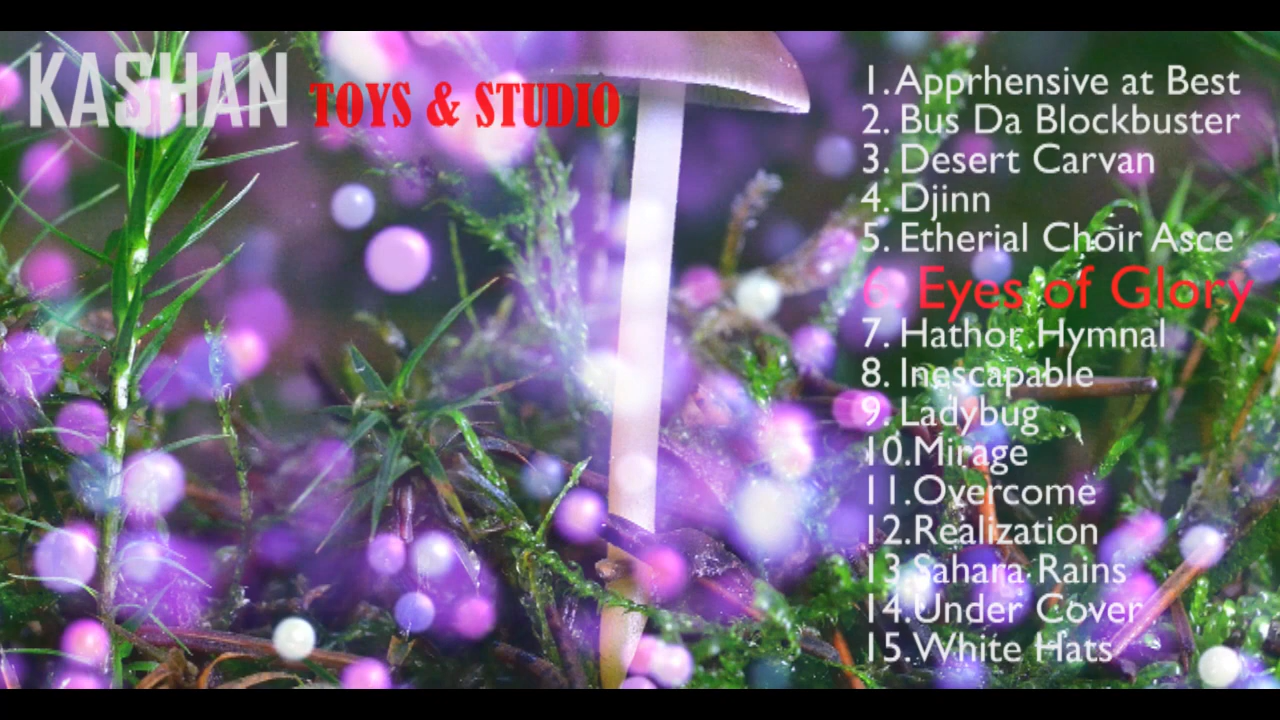 KASHAN TOYS & STUDIO
1. Apprhensive at Best
2. Bus Da Blockbuster
3. Desert Carvan
4. Djinn
5. Etherial Choir Asce
6. Eyes of Glory
7. Hathor Hymnal
8. Inescapable
9. Ladybug
10.Mirage
11.Overcome
12.Realization
13.Sahara Rains
14.Under Cover
15.White Hats